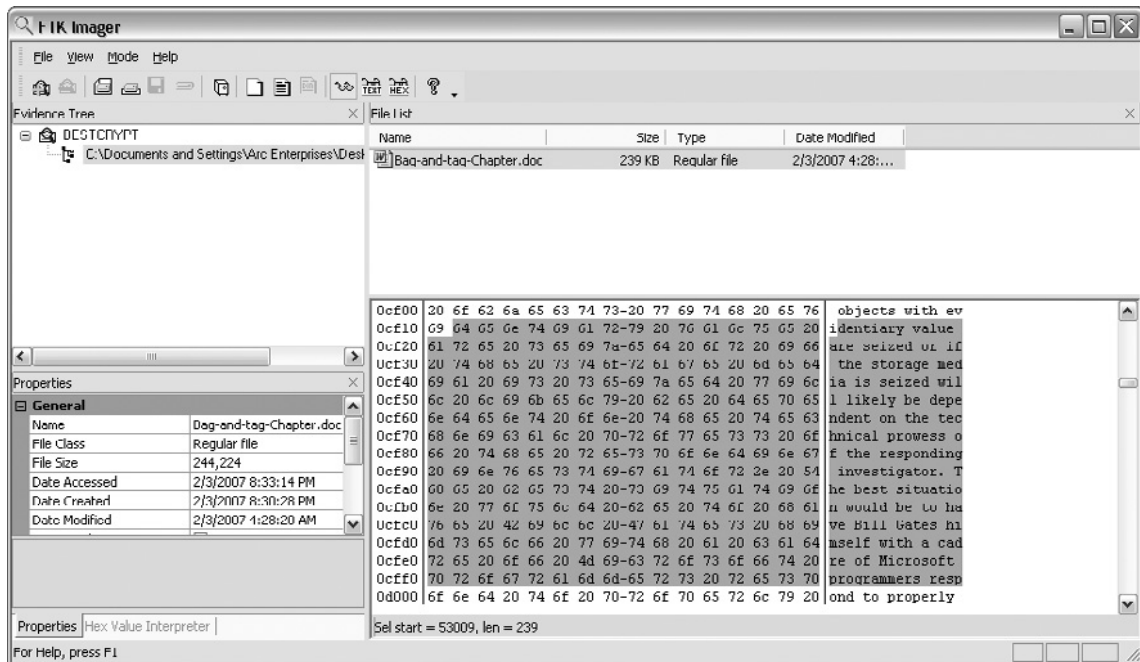 FTK Imager
File View Mode Help
TEXT HEX
Evidence Tree
File List
BESTCRYPT
C:\Documents and Settings\Arc Enterprises\Desk
Name Size Type Date Modified
Bag-and-tag-Chapter.doc 239 KB Regular file 2/3/2007 4:28:...
Properties
General
Name Bag-and-tag-Chapter.doc
File Class Regular file
File Size 244,224
Date Accessed 2/3/2007 8:33:14 PM
Date Created 2/3/2007 8:30:28 PM
Date Modified 2/3/2007 4:28:20 AM
Properties Hex Value Interpreter
0cf00 20 6f 62 6a 65 63 74 73-20 77 69 74 68 20 65 76 objects with ev
0cf10 69 64 65 6e 74 69 61 72-79 20 76 61 6c 75 65 20 identiary value
0cf20 61 72 65 20 73 65 69 7a-65 64 20 6f 72 20 69 66 are seized or if
0cf30 20 74 68 65 20 73 74 6f-72 61 67 65 20 6d 65 64 the storage med
0cf40 69 61 20 69 73 20 73 65-69 7a 65 64 20 77 69 6c ia is seized wil
0cf50 6c 20 6c 69 6b 65 6c 79-20 62 65 20 64 65 70 65 l likely be depe
0cf60 6e 64 65 6e 74 20 6f 6e-20 74 68 65 20 74 65 63 ndent on the tec
0cf70 68 6e 69 63 61 6c 20 70-72 6f 77 65 73 73 20 6f hnical prowess o
0cf80 66 20 74 68 65 20 72 65-73 70 6f 6e 64 69 6e 67 f the responding
0cf90 20 69 6e 76 65 73 74 69-67 61 74 6f 72 2e 20 54 investigator. T
0cfa0 68 65 20 62 65 73 74 20-73 69 74 75 61 74 69 6f he best situatio
0cfb0 6e 20 77 6f 75 6c 64 20-62 65 20 74 6f 20 68 61 n would be to ha
0cfc0 76 65 20 42 69 6c 6c 20-47 61 74 65 73 20 68 69 ve Bill Gates hi
0cfd0 6d 73 65 6c 66 20 77 69-74 68 20 61 20 63 61 64 mself with a cad
0cfe0 72 65 20 6f 66 20 4d 69-63 72 6f 73 6f 66 74 20 re of Microsoft
0cff0 70 72 6f 67 72 61 6d 6d-65 72 73 20 72 65 73 70 programmers resp
0d000 6f 6e 64 20 74 6f 20 70-72 6f 70 65 72 6c 79 20 ond to properly
Sel start = 53009, len = 239
For Help, press F1